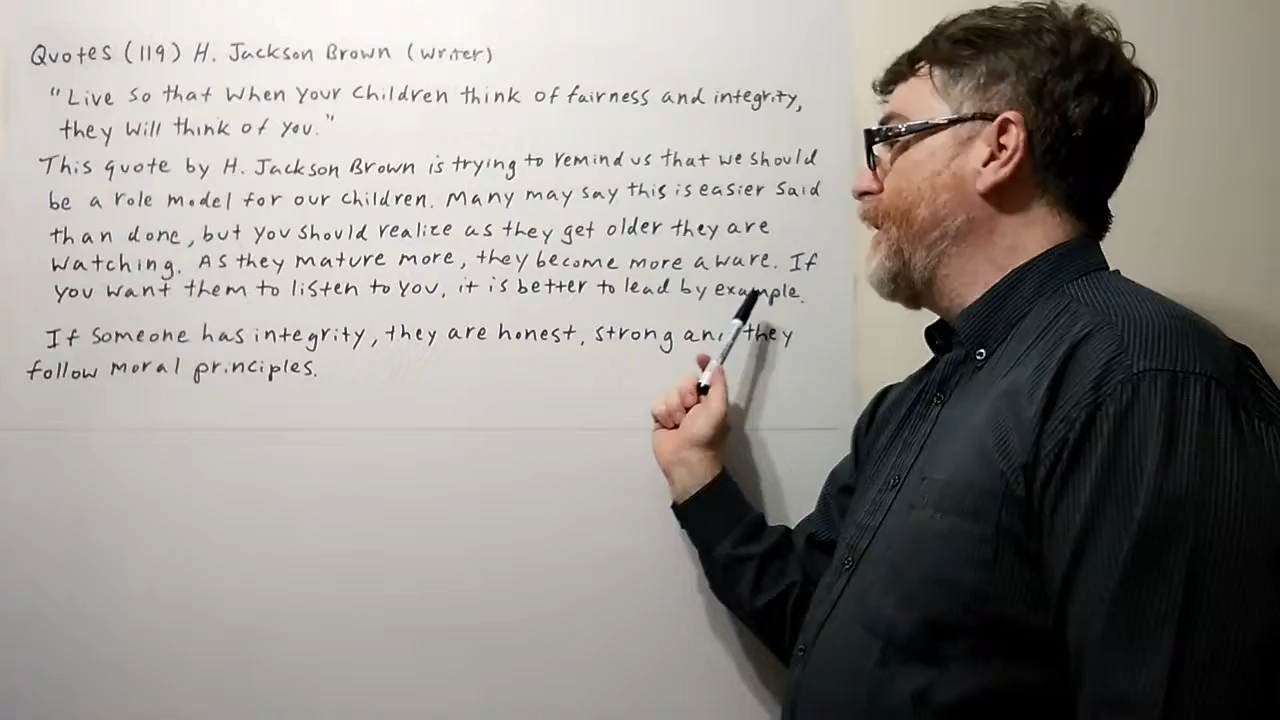 Quotes (119) H. Jackson Brown (writer)
"Live so that when your children think of fairness and integrity,
they will think of you."
This quote by H. Jackson Brown is trying to remind us that we should
be a role model for our children. Many may say this is easier said
than done, but you should realize as they get older they are
watching. As they mature more, they become more aware. If
you want them to listen to you, it is better to lead by example.
If someone has integrity, they are honest, strong and they
follow moral principles.